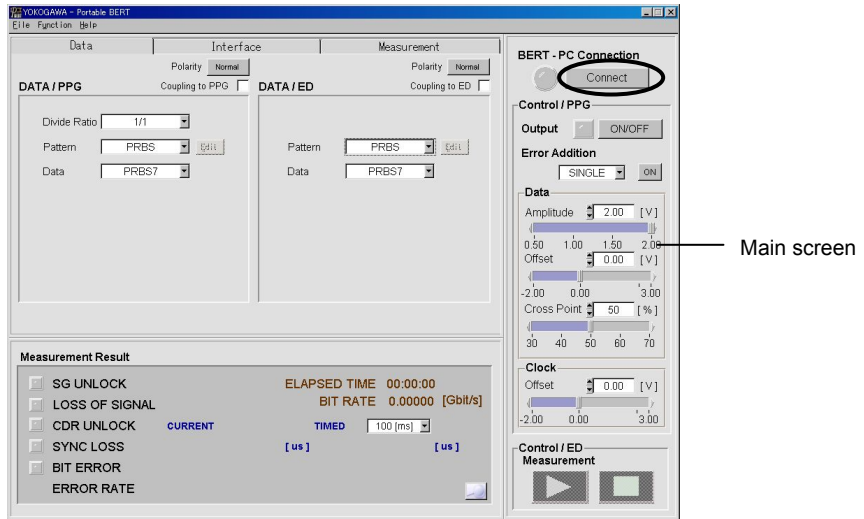 YOKOGAWA - Portable BERT
File Function Help
Data Interface Measurement
Polarity Normal
DATA / PPG Coupling to PPG
Divide Ratio 1/1
Pattern PRBS Edit
Data PRBS7
Polarity Normal
DATA / ED Coupling to ED
Pattern PRBS Edit
Data PRBS7
Measurement Result
SG UNLOCK
LOSS OF SIGNAL
CDR UNLOCK
SYNC LOSS
BIT ERROR
ERROR RATE
ELAPSED TIME 00:00:00
BIT RATE 0.00000 [Gbit/s]
CURRENT TIMED 100 [ms]
[ us ] [ us ]
BERT - PC Connection
Connect
Control / PPG
Output ON/OFF
Error Addition
SINGLE ON
Data
Amplitude 2.00 [ V ]
0.50 1.00 1.50 2.00
Offset 0.00 [ V ]
-2.00 0.00 3.00
Cross Point 50 [ % ]
30 40 50 60 70
Clock
Offset 0.00 [ V ]
-2.00 0.00 3.00
Control / ED
Measurement
Main screen